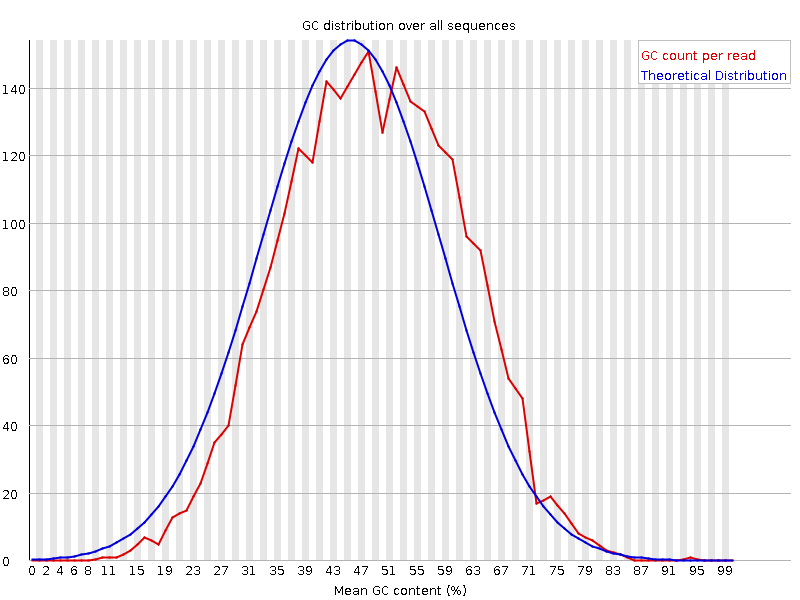 GC distribution over all sequences
GC count per read
Theoretical Distribution
140
120
100
80
60
40
20
0
0 2 4 6 8 11 15 19 23 27 31 35 39 43 47 51 55 59 63 67 71 75 79 83 87 91 95 99
Mean GC content (%)